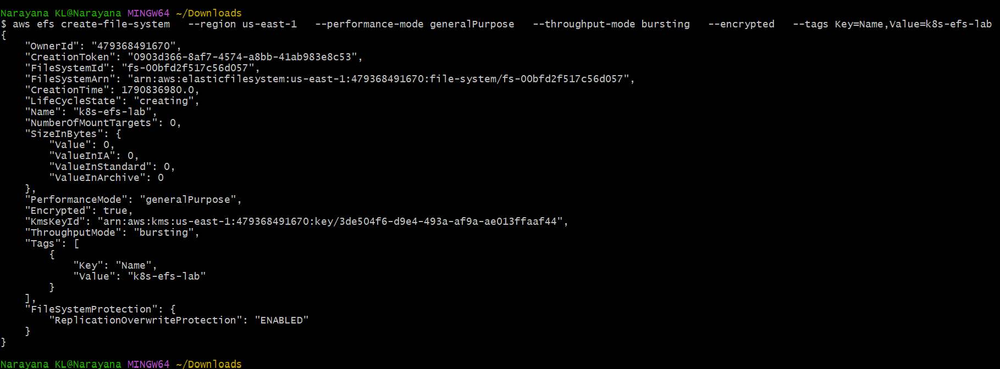 Narayana KL@Narayana MINGW64 ~/Downloads
$ aws efs create-file-system   --region us-east-1   --performance-mode generalPurpose   --throughput-mode bursting   --encrypted   --tags Key=Name,Value=k8s-efs-lab
{
    "OwnerId": "479368491670",
    "CreationToken": "0903d366-8af7-4574-a8bb-41ab983e8c53",
    "FileSystemId": "fs-00bfd2f517c56d057",
    "FileSystemArn": "arn:aws:elasticfilesystem:us-east-1:479368491670:file-system/fs-00bfd2f517c56d057",
    "CreationTime": 1790836980.0,
    "LifeCycleState": "creating",
    "Name": "k8s-efs-lab",
    "NumberOfMountTargets": 0,
    "SizeInBytes": {
        "Value": 0,
        "ValueInIA": 0,
        "ValueInStandard": 0,
        "ValueInArchive": 0
    },
    "PerformanceMode": "generalPurpose",
    "Encrypted": true,
    "KmsKeyId": "arn:aws:kms:us-east-1:479368491670:key/3de504f6-d9e4-493a-af9a-ae013ffaaf44",
    "ThroughputMode": "bursting",
    "Tags": [
        {
            "Key": "Name",
            "Value": "k8s-efs-lab"
        }
    ],
    "FileSystemProtection": {
        "ReplicationOverwriteProtection": "ENABLED"
    }
}
Narayana KL@Narayana MINGW64 ~/Downloads